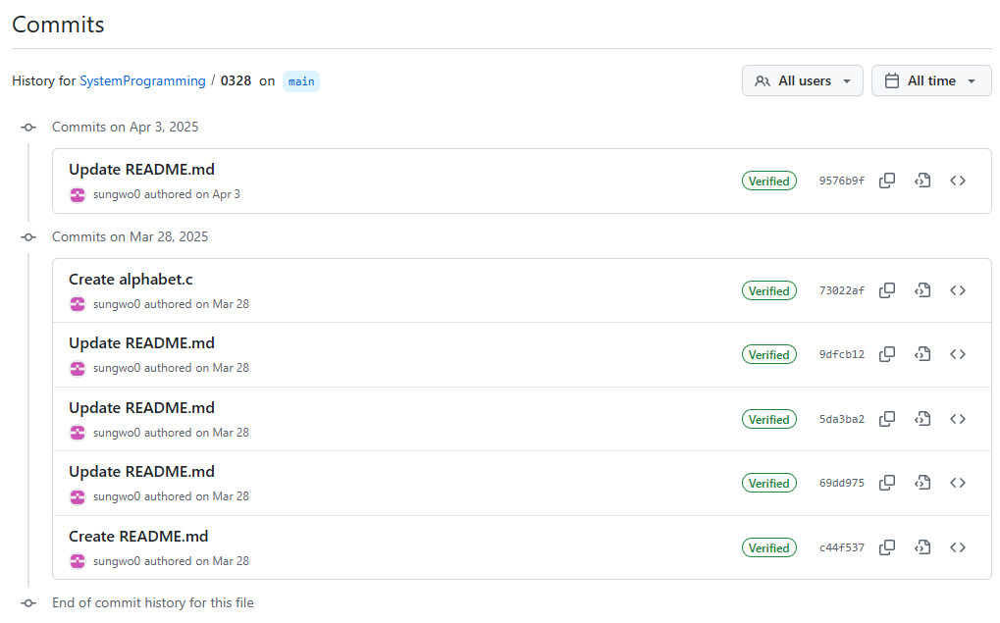 Commits
History for SystemProgramming / 0328 on main
All users
All time
Commits on Apr 3, 2025
Update README.md
Verified
9576b9f
sungwo0 authored on Apr 3
Commits on Mar 28, 2025
Create alphabet.c
Verified
73022af
sungwo0 authored on Mar 28
Update README.md
Verified
9dfcb12
sungwo0 authored on Mar 28
Update README.md
Verified
5da3ba2
sungwo0 authored on Mar 28
Update README.md
Verified
69dd975
sungwo0 authored on Mar 28
Create README.md
Verified
c44f537
sungwo0 authored on Mar 28
End of commit history for this file